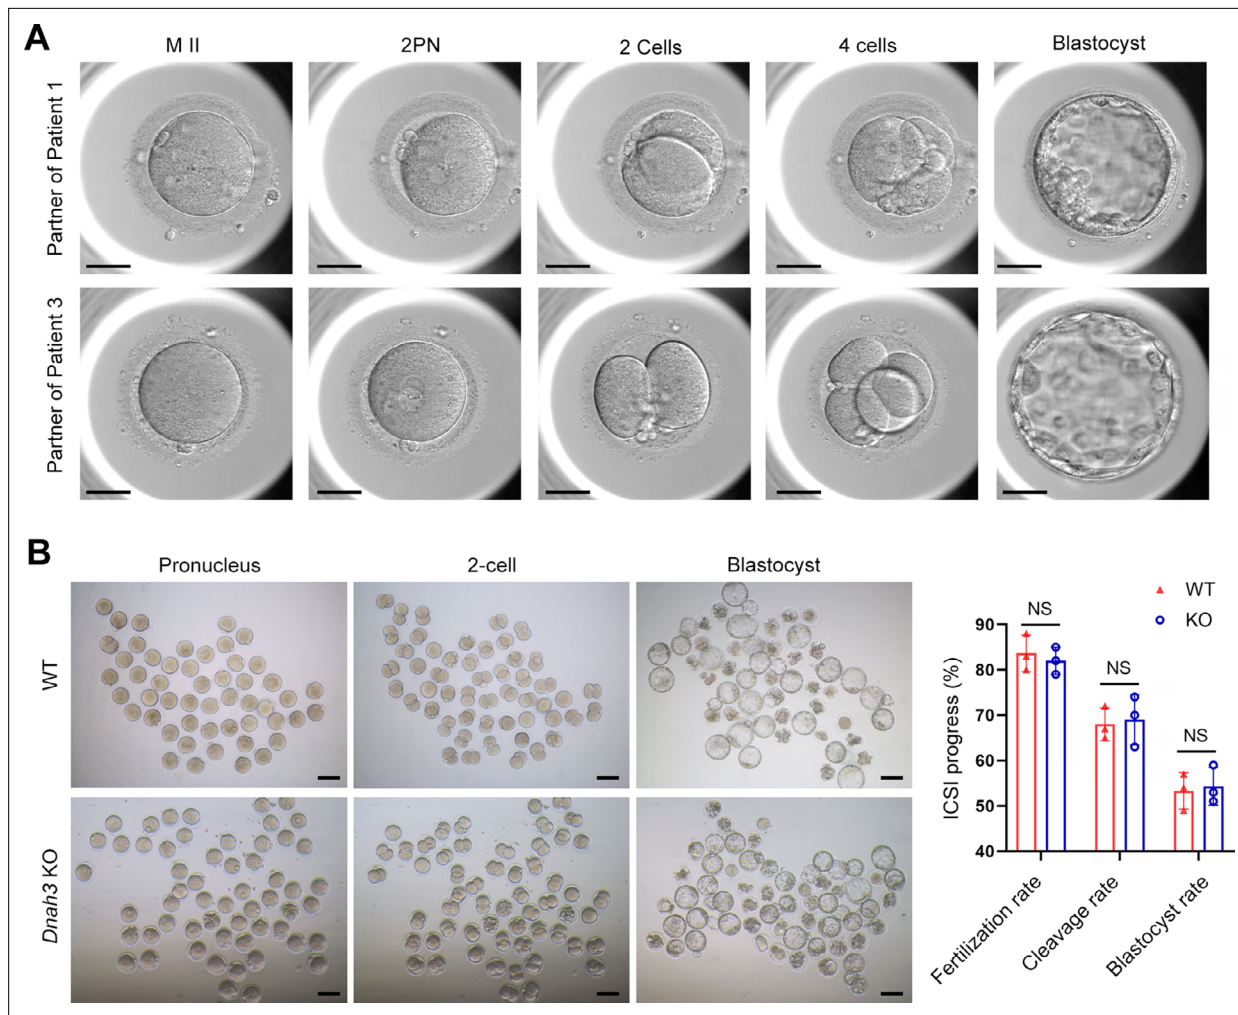 A
M II
2PN
2 Cells
4 cells
Blastocyst
Partner of Patient 1
Partner of Patient 3
B
Pronucleus
2-cell
Blastocyst
WT
Dnah3 KO
WT
KO
NS
NS
NS
ICSI progress (%)
90
80
70
60
50
40
Fertilization rate
Cleavage rate
Blastocyst rate